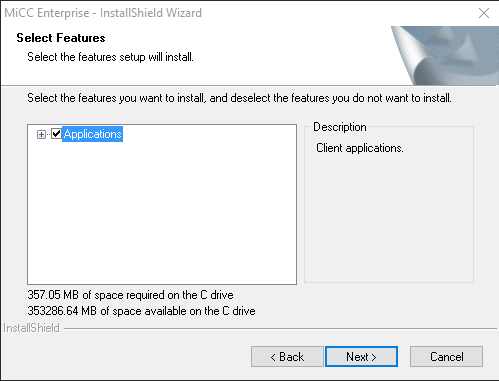 MiCC Enterprise - InstallShield Wizard
Select Features
Select the features setup will install.
Select the features you want to install, and deselect the features you do not want to install.
Applications
Description
Client applications.
357.05 MB of space required on the C drive
353286.64 MB of space available on the C drive
InstallShield
< Back
Next >
Cancel